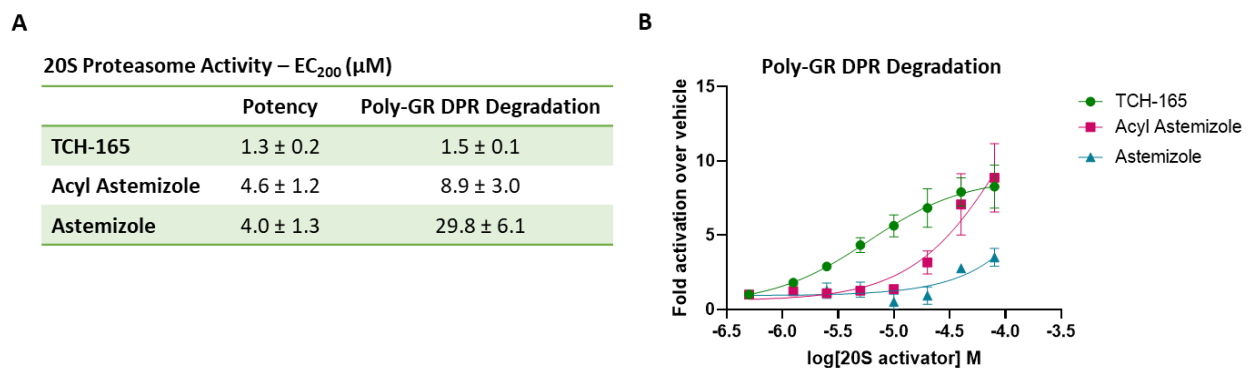 A
20S Proteasome Activity – EC₂₀₀ (µM)
Potency Poly-GR DPR Degradation
TCH-165 1.3 ± 0.2 1.5 ± 0.1
Acyl Astemizole 4.6 ± 1.2 8.9 ± 3.0
Astemizole 4.0 ± 1.3 29.8 ± 6.1
B
Poly-GR DPR Degradation
Fold activation over vehicle
15
10
5
0
-6.5 -6.0 -5.5 -5.0 -4.5 -4.0 -3.5
log[20S activator] M
TCH-165
Acyl Astemizole
Astemizole